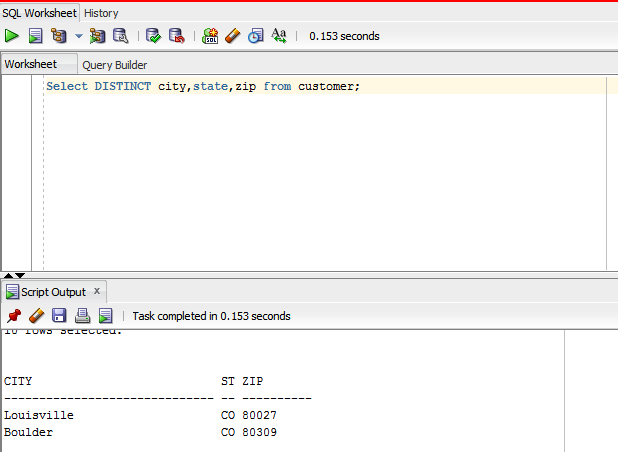 SQL Worksheet History
0.153 seconds
Worksheet Query Builder
Select DISTINCT city,state,zip from customer;
Script Output x
Task completed in 0.153 seconds
rows selected.
CITY ST ZIP
------------------------------ -- ----------
Louisville CO 80027
Boulder CO 80309